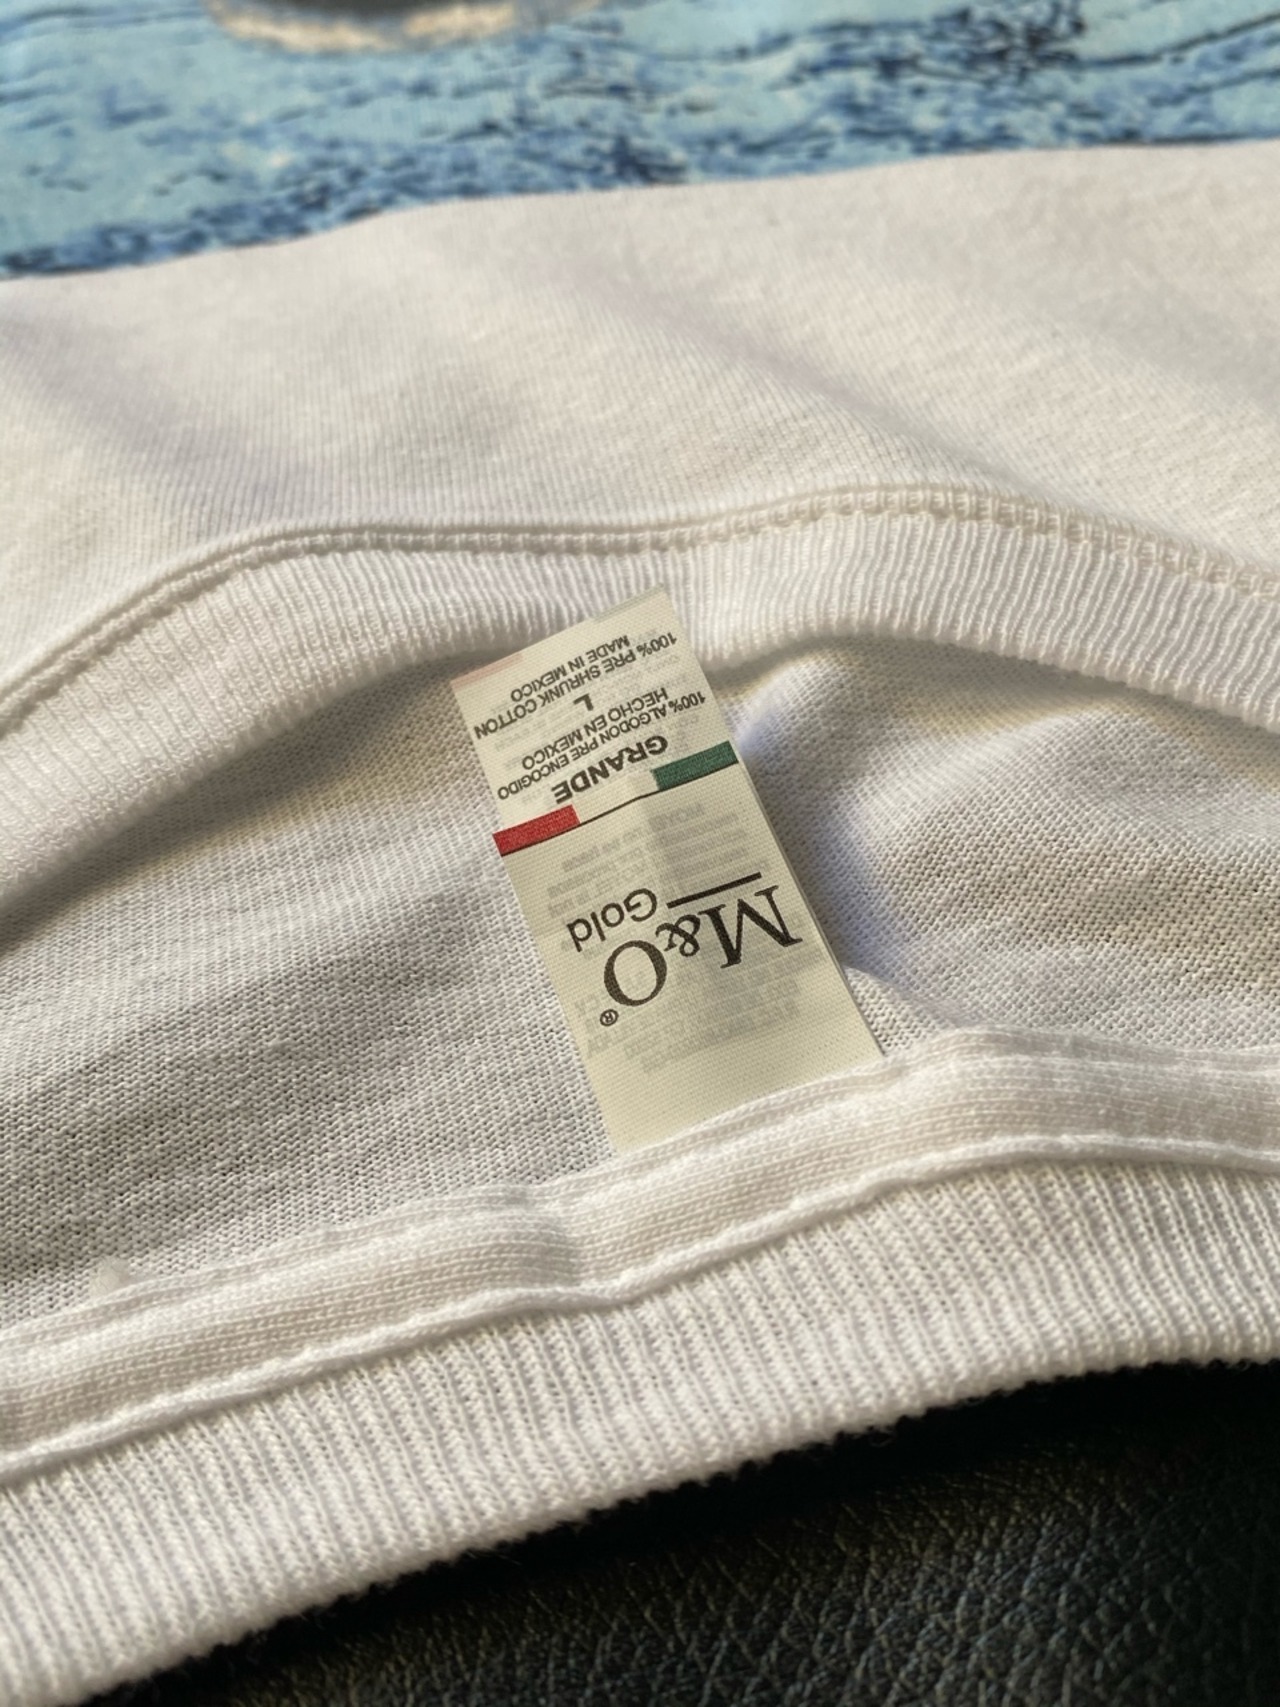 M&O®
Gold
GRANDE
100% ALGODON PRE ENCOGIDO
HECHO EN MEXICO
L
100% PRE SHRUNK COTTON
MADE IN MEXICO